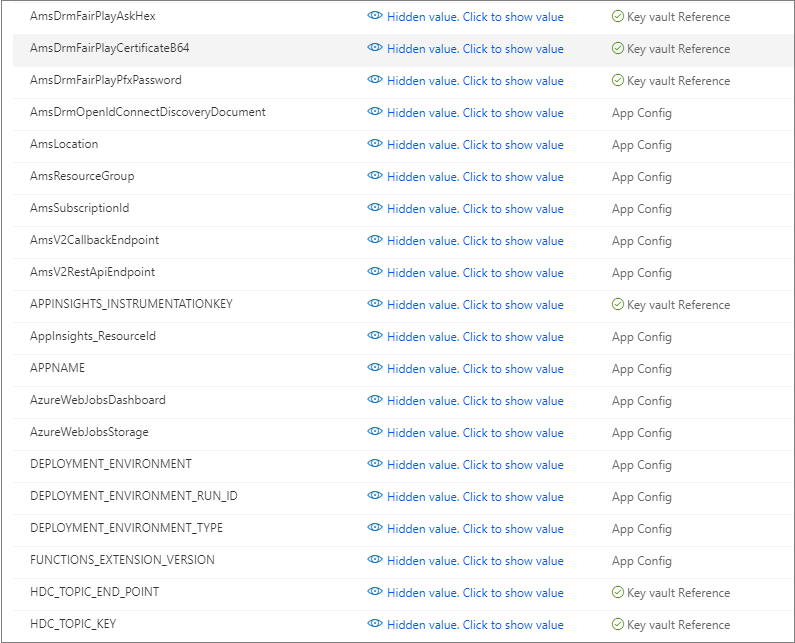 AmsDrmFairPlayAskHex Hidden value. Click to show value Key vault Reference
AmsDrmFairPlayCertificateB64 Hidden value. Click to show value Key vault Reference
AmsDrmFairPlayPfxPassword Hidden value. Click to show value Key vault Reference
AmsDrmOpenIdConnectDiscoveryDocument Hidden value. Click to show value App Config
AmsLocation Hidden value. Click to show value App Config
AmsResourceGroup Hidden value. Click to show value App Config
AmsSubscriptionId Hidden value. Click to show value App Config
AmsV2CallbackEndpoint Hidden value. Click to show value App Config
AmsV2RestApiEndpoint Hidden value. Click to show value App Config
APPINSIGHTS_INSTRUMENTATIONKEY Hidden value. Click to show value Key vault Reference
AppInsights_ResourceId Hidden value. Click to show value App Config
APPNAME Hidden value. Click to show value App Config
AzureWebJobsDashboard Hidden value. Click to show value App Config
AzureWebJobsStorage Hidden value. Click to show value App Config
DEPLOYMENT_ENVIRONMENT Hidden value. Click to show value App Config
DEPLOYMENT_ENVIRONMENT_RUN_ID Hidden value. Click to show value App Config
DEPLOYMENT_ENVIRONMENT_TYPE Hidden value. Click to show value App Config
FUNCTIONS_EXTENSION_VERSION Hidden value. Click to show value App Config
HDC_TOPIC_END_POINT Hidden value. Click to show value Key vault Reference
HDC_TOPIC_KEY Hidden value. Click to show value Key vault Reference